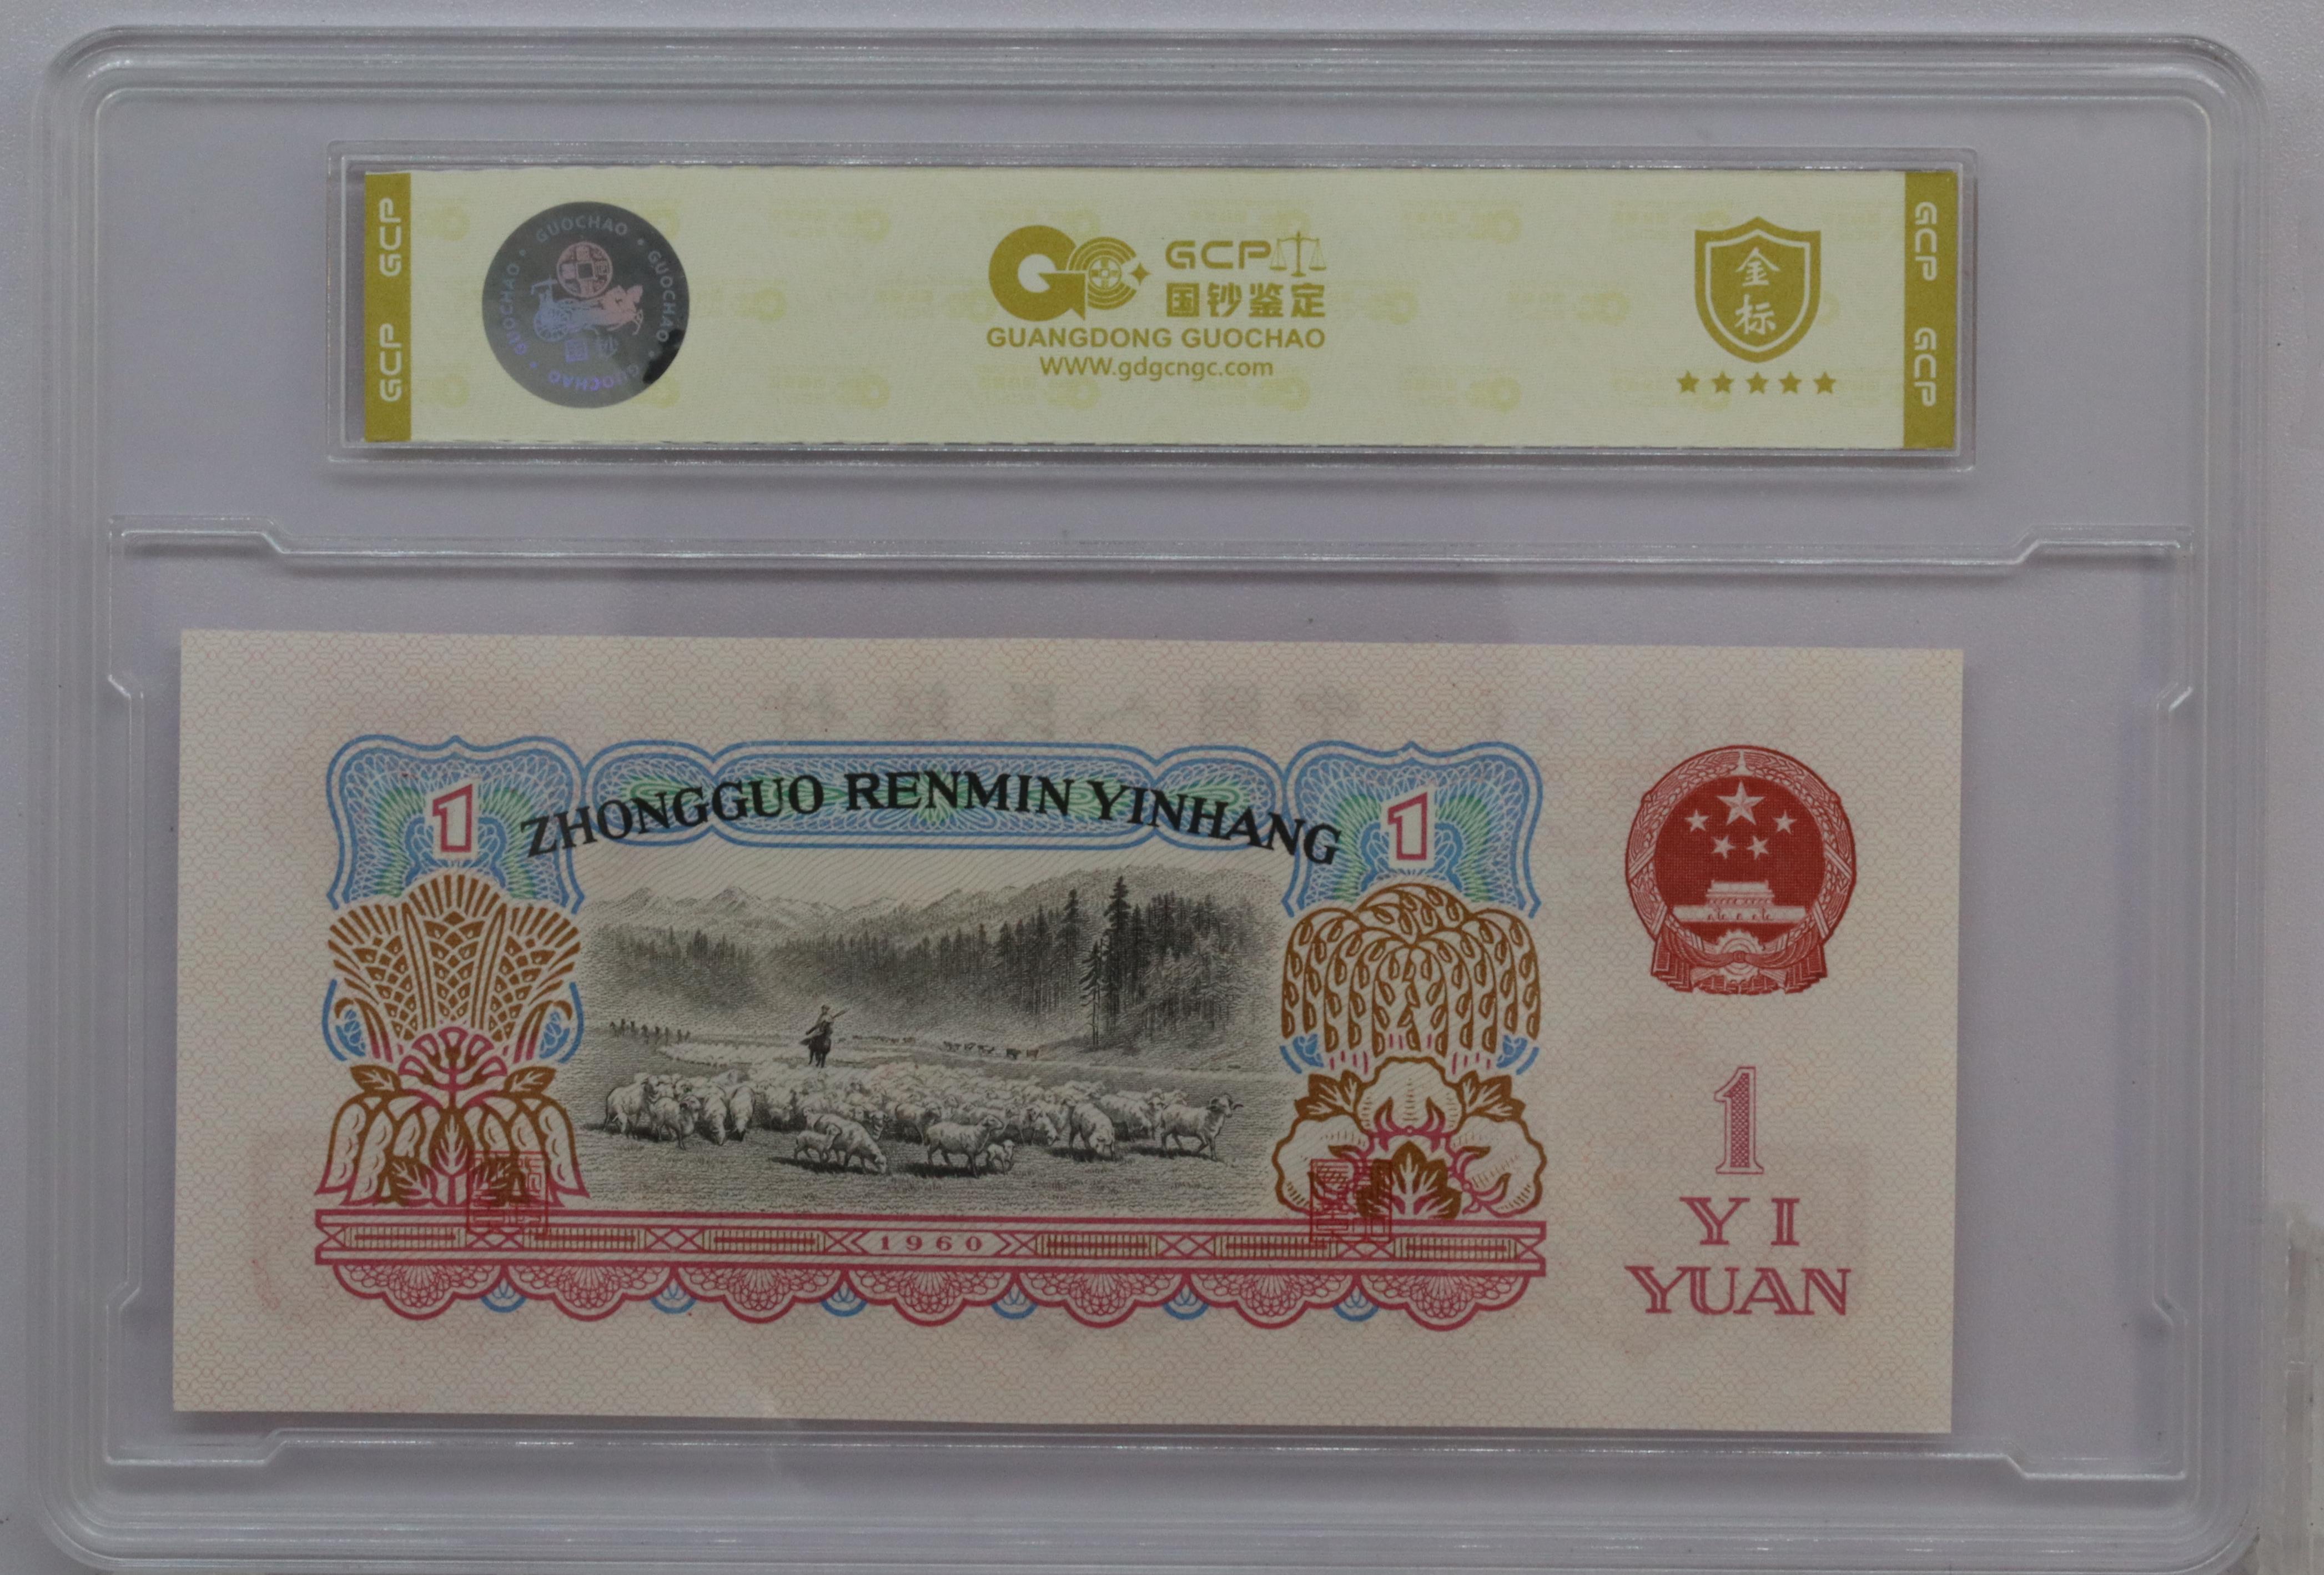 GCP GCP
GUOCHAO • GUOCHAO • GUOCHAO • GUOCHAO
国钞
GCP
国钞鉴定
GUANGDONG GUOCHAO
WWW.gdgcngc.com
金
标
GCP GCP
ZHONGGUO RENMIN YINHANG
1
1
1960
1
YI
YUAN